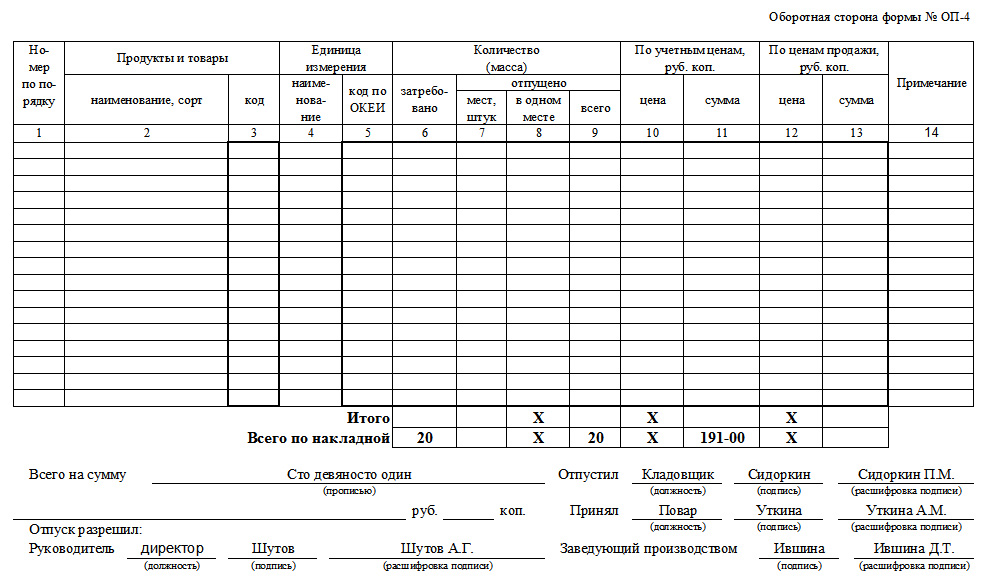 Оборотная сторона формы № ОП-4
Но-
мер
по по-
рядку
Продукты и товары
Единица
измерения
Количество
(масса)
По учетным ценам,
руб. коп.
По ценам продажи,
руб. коп.
Примечание
наименование, сорт
код
наиме-
нова-
ние
код по
ОКЕИ
затребо-
вано
отпущено
мест,
штук
в одном
месте
всего
цена
сумма
цена
сумма
1 2 3 4 5 6 7 8 9 10 11 12 13 14
Итого X X X
Всего по накладной 20 X 20 X 191-00 X
Всего на сумму Сто девяносто один Отпустил Кладовщик Сидоркин Сидоркин П.М.
(прописью) (должность) (подпись) (расшифровка подписи)
руб. коп. Принял Повар Уткина Уткина А.М.
(должность) (подпись) (расшифровка подписи)
Отпуск разрешил:
Руководитель директор Шутов Шутов А.Г. Заведующий производством Ившина Ившина Д.Т.
(должность) (подпись) (расшифровка подписи) (подпись) (расшифровка подписи)